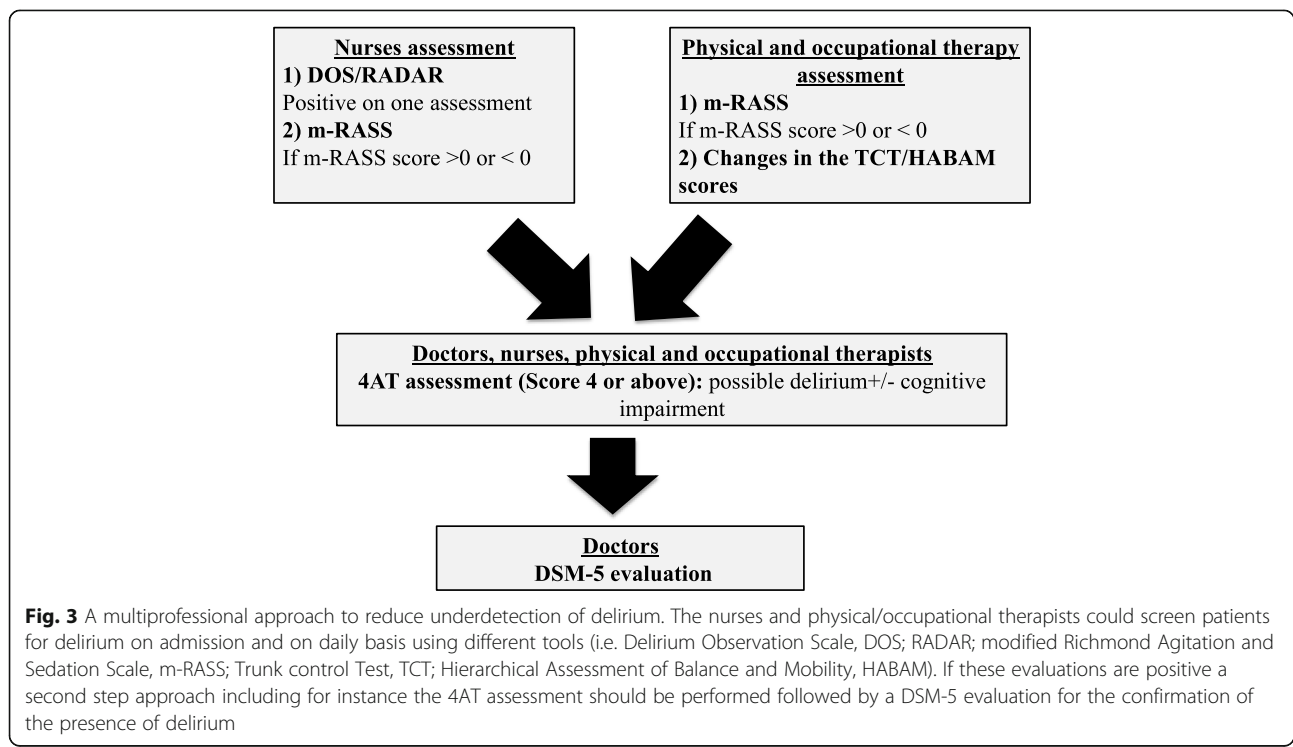 Nurses assessment
1) DOS/RADAR
Positive on one assessment
2) m-RASS
If m-RASS score >0 or < 0
Physical and occupational therapy
assessment
1) m-RASS
If m-RASS score >0 or < 0
2) Changes in the TCT/HABAM
scores
Doctors, nurses, physical and occupational therapists
4AT assessment (Score 4 or above): possible delirium+/- cognitive
impairment
Doctors
DSM-5 evaluation
Fig. 3 A multiprofessional approach to reduce underdetection of delirium. The nurses and physical/occupational therapists could screen patients
for delirium on admission and on daily basis using different tools (i.e. Delirium Observation Scale, DOS; RADAR; modified Richmond Agitation and
Sedation Scale, m-RASS; Trunk control Test, TCT; Hierarchical Assessment of Balance and Mobility, HABAM). If these evaluations are positive a
second step approach including for instance the 4AT assessment should be performed followed by a DSM-5 evaluation for the confirmation of
the presence of delirium